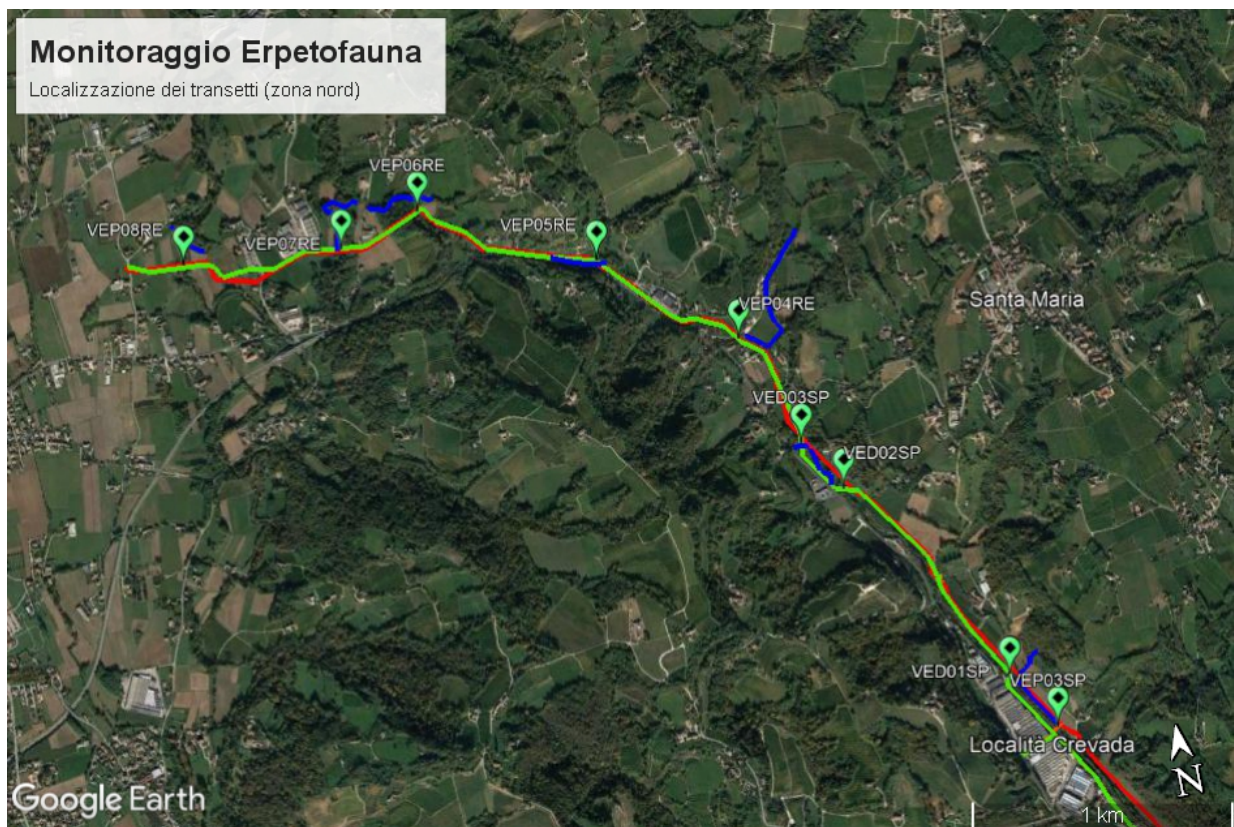 Monitoraggio Erpetofauna
Localizzazione dei transetti (zona nord)
VEP06RE
VEP08RE
VEP07RE
VEP05RE
VEP04RE
Santa Maria
VED03SP
VED02SP
VED01SP
VEP03SP
Località Crevada
N
Google Earth
1 km